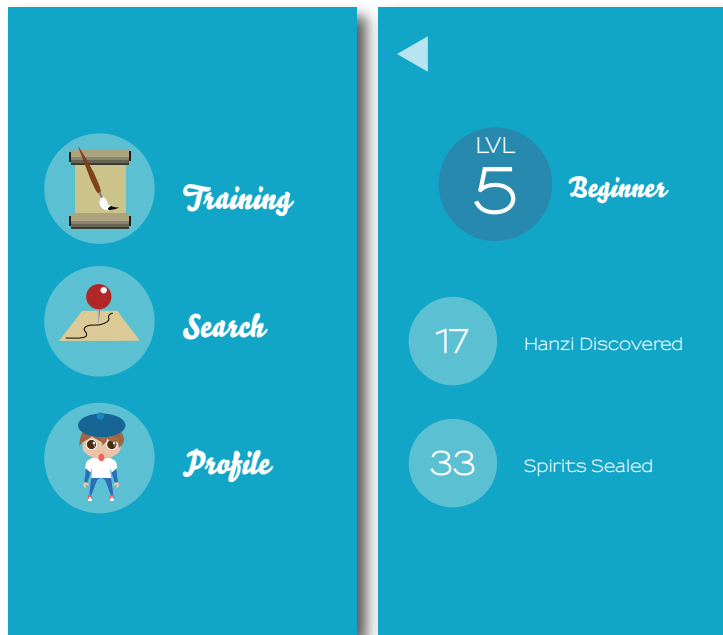 Training
Search
Profile
LVL
5
Beginner
17
Hanzi Discovered
33
Spirits Sealed